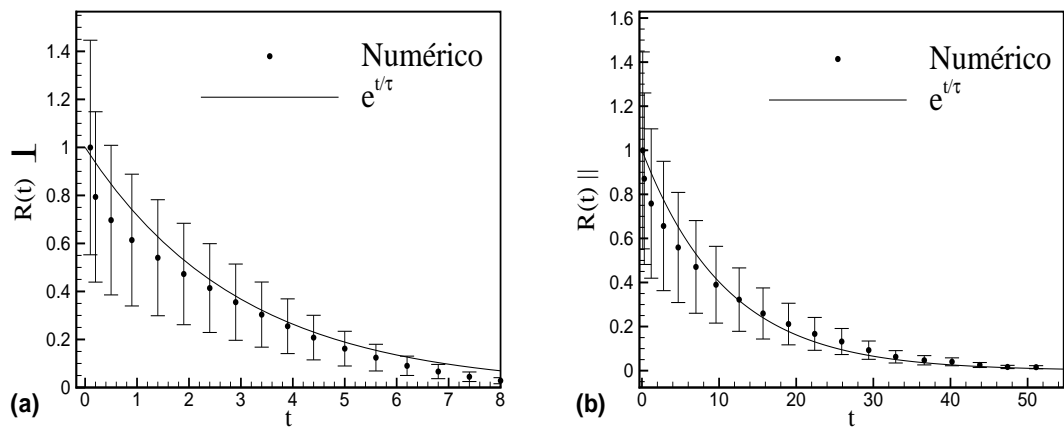 1.4
1.2
1
0.8
0.6
0.4
0.2
0
R(t) ⊥
Numérico
e^{t/τ}
0 1 2 3 4 5 6 7 8
t
(a)
1.6
1.4
1.2
1
0.8
0.6
0.4
0.2
0
R(t) ||
Numérico
e^{t/τ}
0 10 20 30 40 50
t
(b)